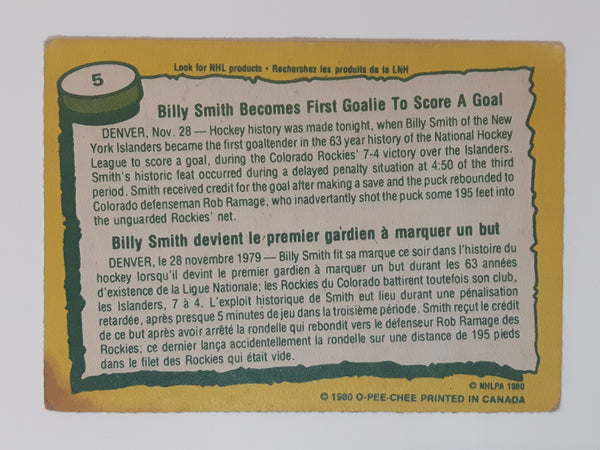 5
Look for NHL products • Recherchez les produits de la LNH
Billy Smith Becomes First Goalie To Score A Goal
DENVER, Nov. 28 — Hockey history was made tonight, when Billy Smith of the New
York Islanders became the first goaltender in the 63 year history of the National Hockey
League to score a goal, during the Colorado Rockies' 7-4 victory over the Islanders.
Smith's historic feat occurred during a delayed penalty situation at 4:50 of the third
period. Smith received credit for the goal after making a save and the puck rebounded to
Colorado defenseman Rob Ramage, who inadvertantly shot the puck some 195 feet into
the unguarded Rockies' net.
Billy Smith devient le premier gardien à marquer un but
DENVER, le 28 novembre 1979 — Billy Smith fit sa marque ce soir dans l'histoire du
hockey lorsqu'il devint le premier gardien à marquer un but durant les 63 années
d'existence de la Ligue Nationale; les Rockies du Colorado battirent toutefois son club,
les Islanders, 7 à 4. L'exploit historique de Smith eut lieu durant une pénalisation
retardée, après presque 5 minutes de jeu dans la troisième période. Smith reçut le crédit
de ce but après avoir arrêté la rondelle qui rebondit vers le défenseur Rob Ramage des
Rockies; ce dernier lança accidentellement la rondelle sur une distance de 195 pieds
dans le filet des Rockies qui était vide.
© NHLPA 1980
© 1980 O-PEE-CHEE PRINTED IN CANADA